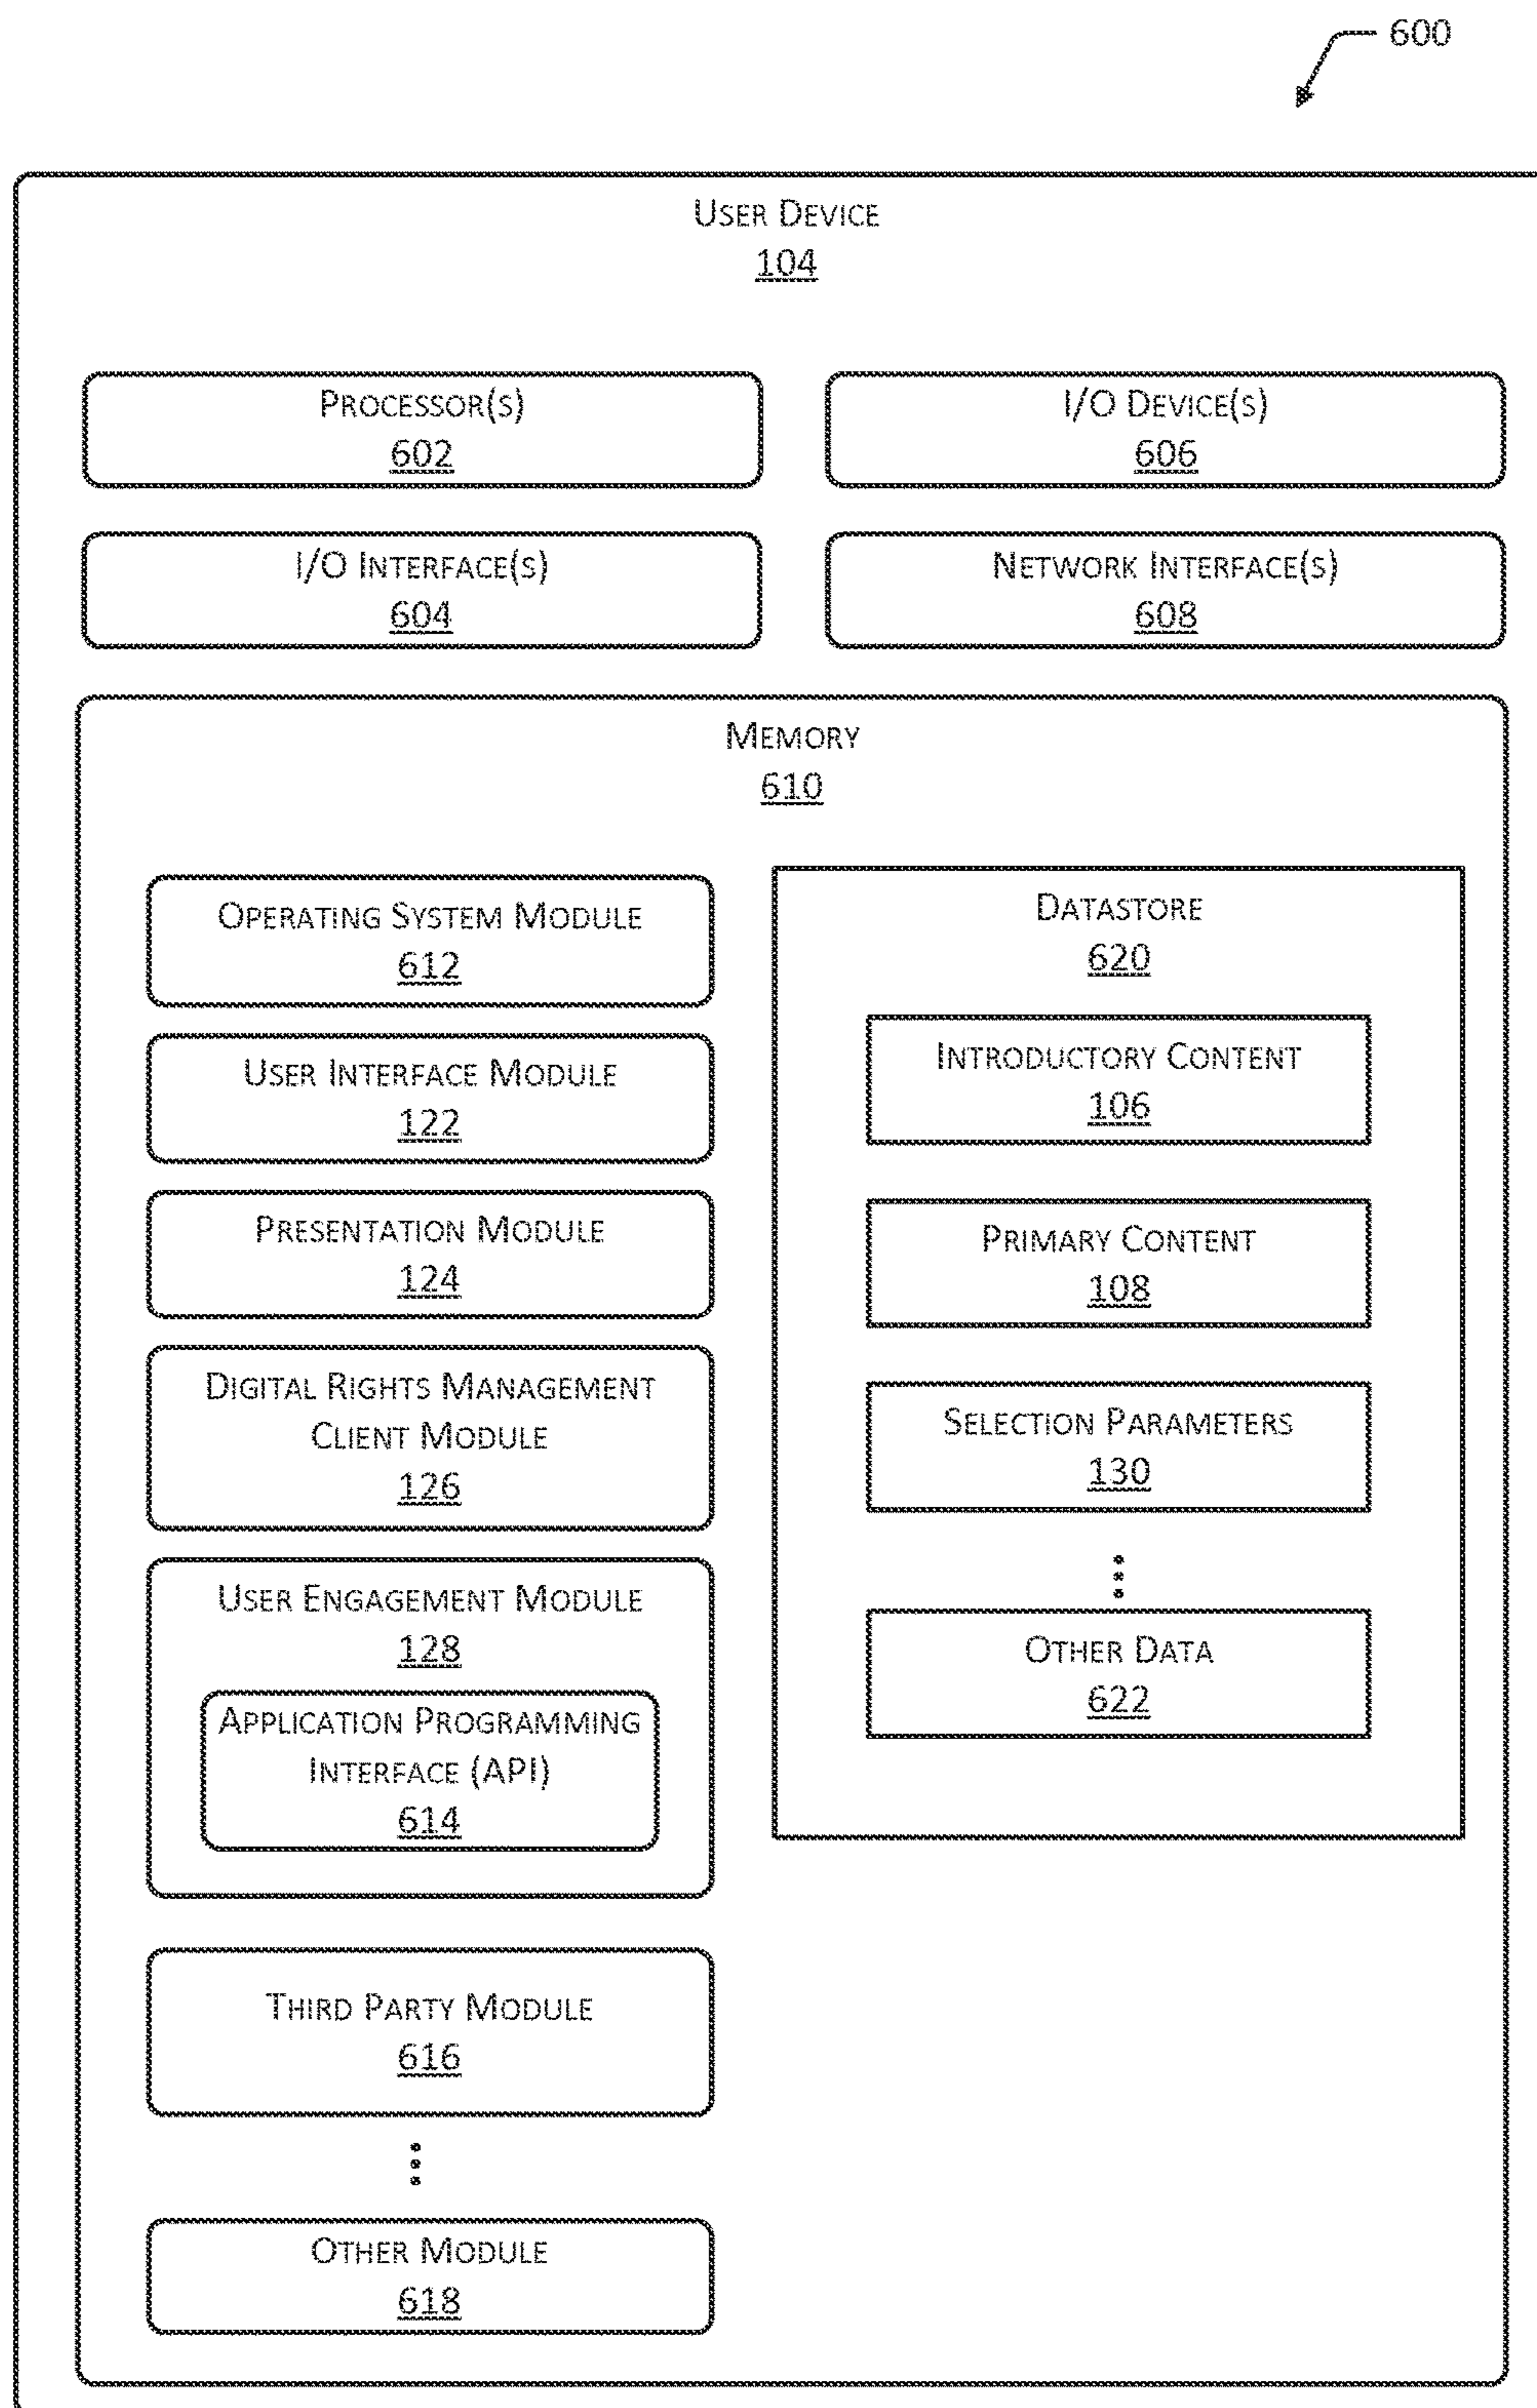 600
USER DEVICE
104
PROCESSOR(S)
602
I/O DEVICE(S)
606
I/O INTERFACE(S)
604
NETWORK INTERFACE(S)
608
MEMORY
610
OPERATING SYSTEM MODULE
612
USER INTERFACE MODULE
122
PRESENTATION MODULE
124
DIGITAL RIGHTS MANAGEMENT
CLIENT MODULE
126
USER ENGAGEMENT MODULE
128
APPLICATION PROGRAMMING
INTERFACE (API)
614
THIRD PARTY MODULE
616
OTHER MODULE
618
DATASTORE
620
INTRODUCTORY CONTENT
106
PRIMARY CONTENT
108
SELECTION PARAMETERS
130
OTHER DATA
622